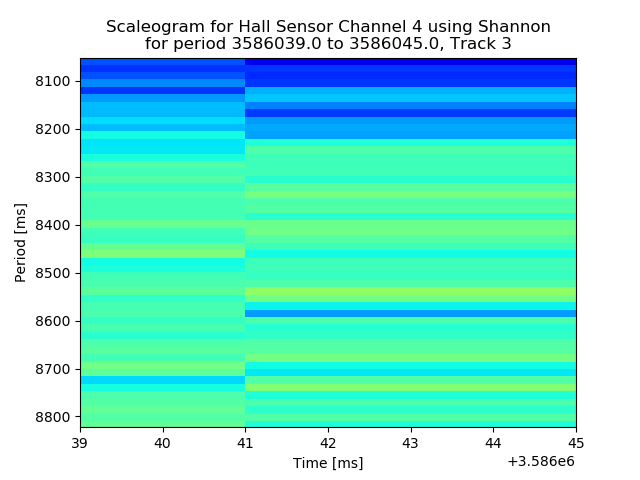 Scaleogram for Hall Sensor Channel 4 using Shannon
for period 3586039.0 to 3586045.0, Track 3
8100
8200
8300
8400
8500
8600
8700
8800
Period [ms]
39 40 41 42 43 44 45
Time [ms]
+3.586e6